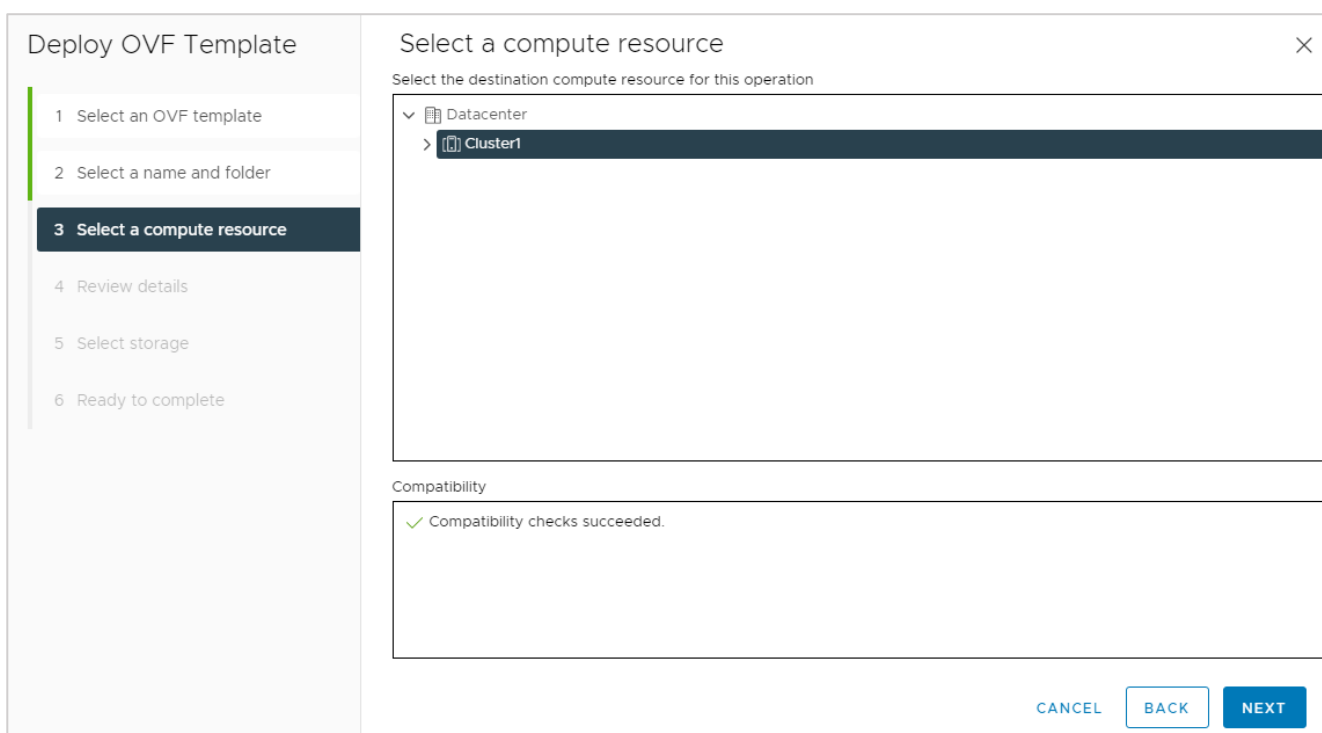 Deploy OVF Template
1 Select an OVF template
2 Select a name and folder
3 Select a compute resource
4 Review details
5 Select storage
6 Ready to complete
Select a compute resource
Select the destination compute resource for this operation
Datacenter
Cluster1
Compatibility
Compatibility checks succeeded.
CANCEL BACK NEXT